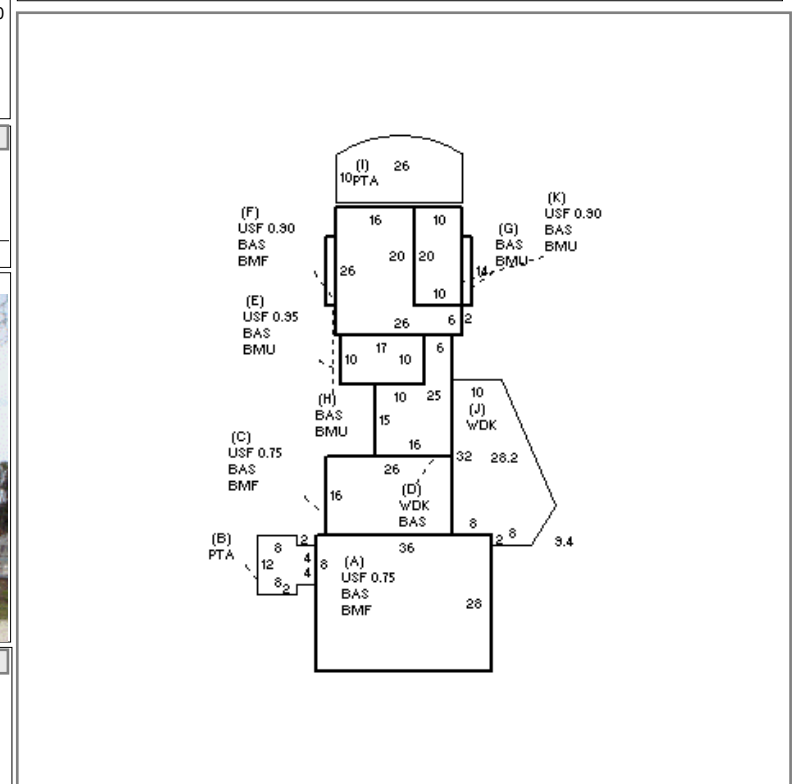 (I) 26
10 PTA
(K)
USF 0.90
BAS
BMU
(F)
USF 0.90
BAS
BMF
(G)
BAS
BMU
16 10
20 20
14
26
10
26 6 2
(E)
USF 0.95
BAS
BMU
17 6
10 10
(H)
BAS
BMU
10 25
15
16
10
(J)
WDK
32 28.2
(C)
USF 0.75
BAS
BMF
26
16
(D)
WDK
BAS
8
2 8
9.4
(B)
PTA
2
8
4
12
4
8 2
8
36
(A)
USF 0.75
BAS
BMF
28